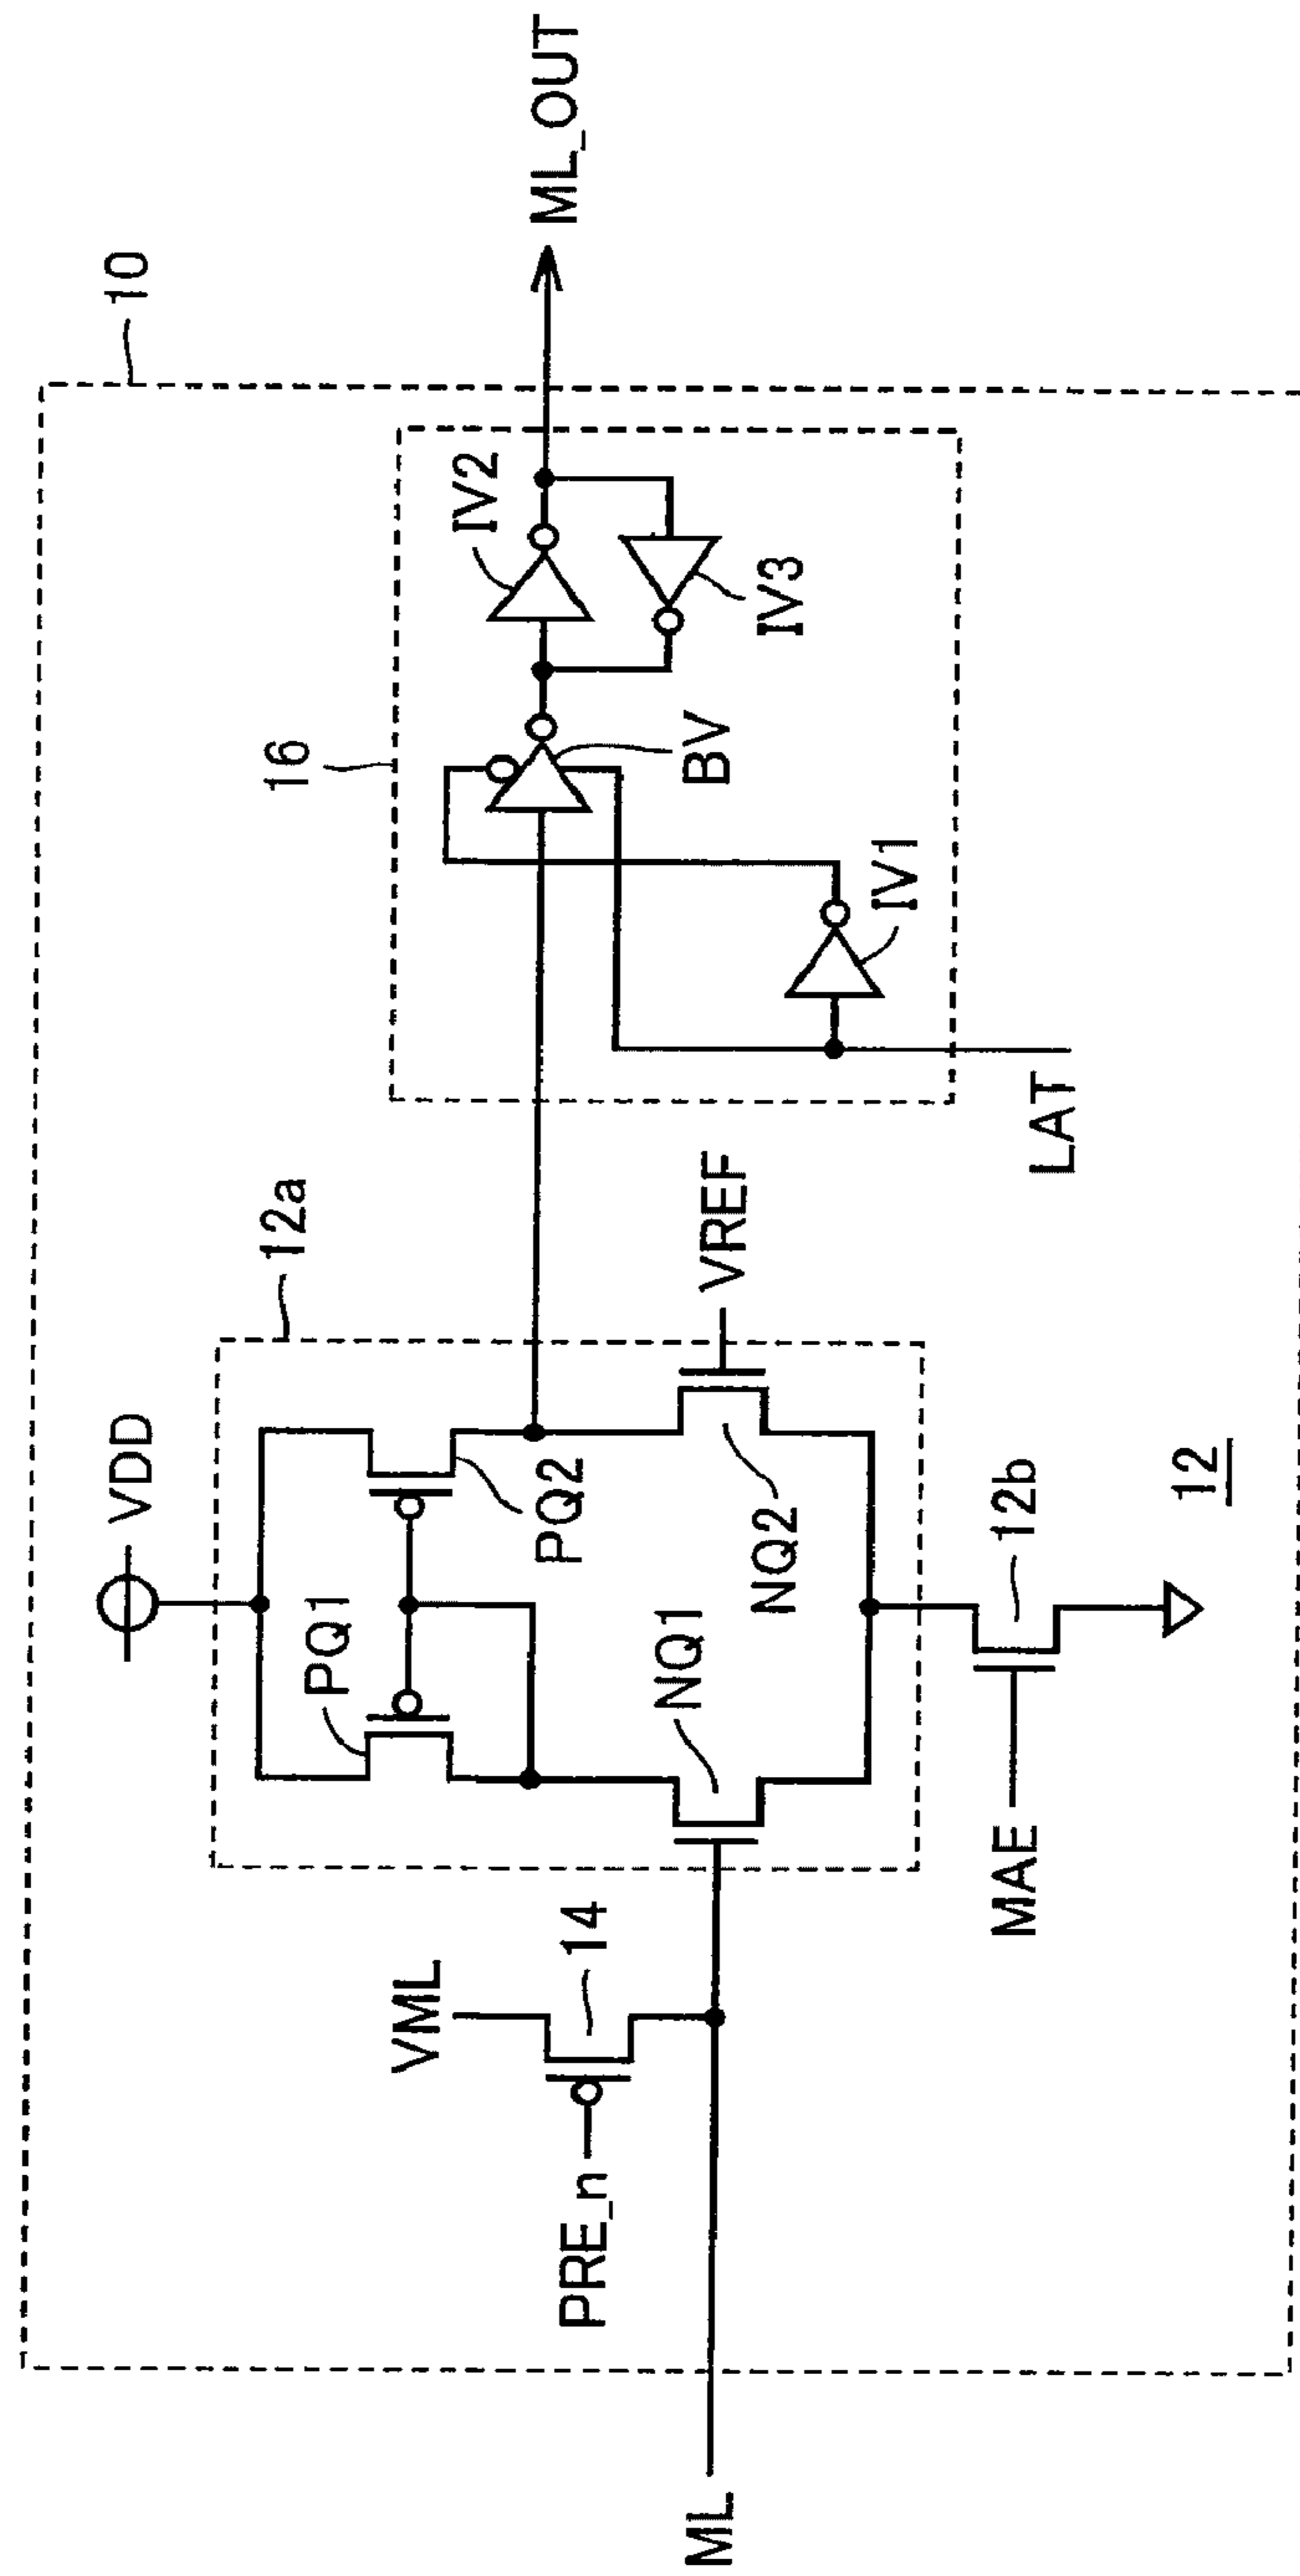 10
VDD
12a
16
PQ1
PQ2
IV2
ML_OUT
VML
14
PRE_n
BV
IV3
NQ1
NQ2
VREF
IV1
ML
MAE
12b
LAT
12